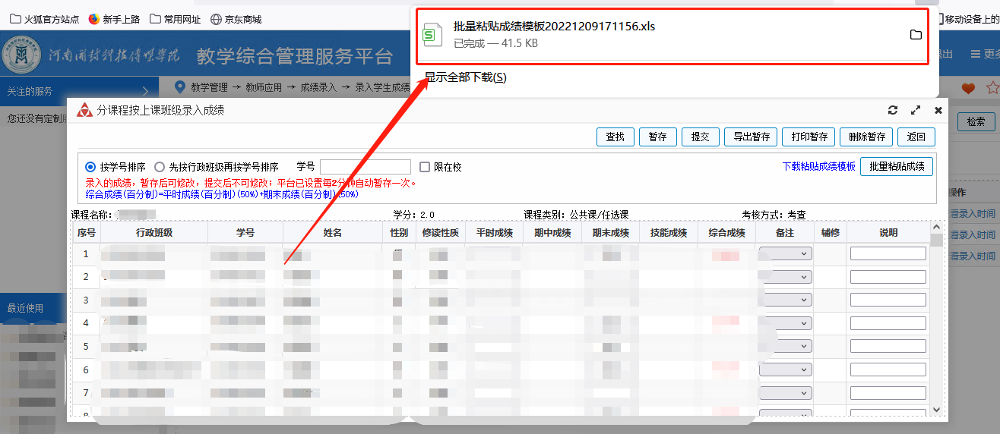 火狐官方站点 新手上路 常用网址 京东商城
移动设备上的
批量粘贴成绩模板20221209171156.xls
已完成 — 41.5 KB
显示全部下载(S)
河南开封科技传媒学院 教学综合管理服务平台
退出 更多
关注的服务
教学管理 → 教师应用 → 成绩录入 → 录入学生成绩
您还没有定制
检索
分课程按上课班级录入成绩
查找 暂存 提交 导出暂存 打印暂存 删除暂存 返回
按学号排序 先按行政班级再按学号排序 学号 限在校 下载粘贴成绩模板 批量粘贴成绩
录入的成绩，暂存后可修改，提交后不可修改；平台已设置每2分钟自动暂存一次。
综合成绩(百分制)=平时成绩(百分制)(50%)+期末成绩(百分制)(50%)
操作
课程名称: 学分: 2.0 课程类别: 公共课/任选课 考核方式: 考查
看录入时间
序号 行政班级 学号 姓名 性别 修读性质 平时成绩 期中成绩 期末成绩 技能成绩 综合成绩 备注 辅修 说明
看录入时间
看录入时间
1
2
3
4
5
6
7
8
最近使用